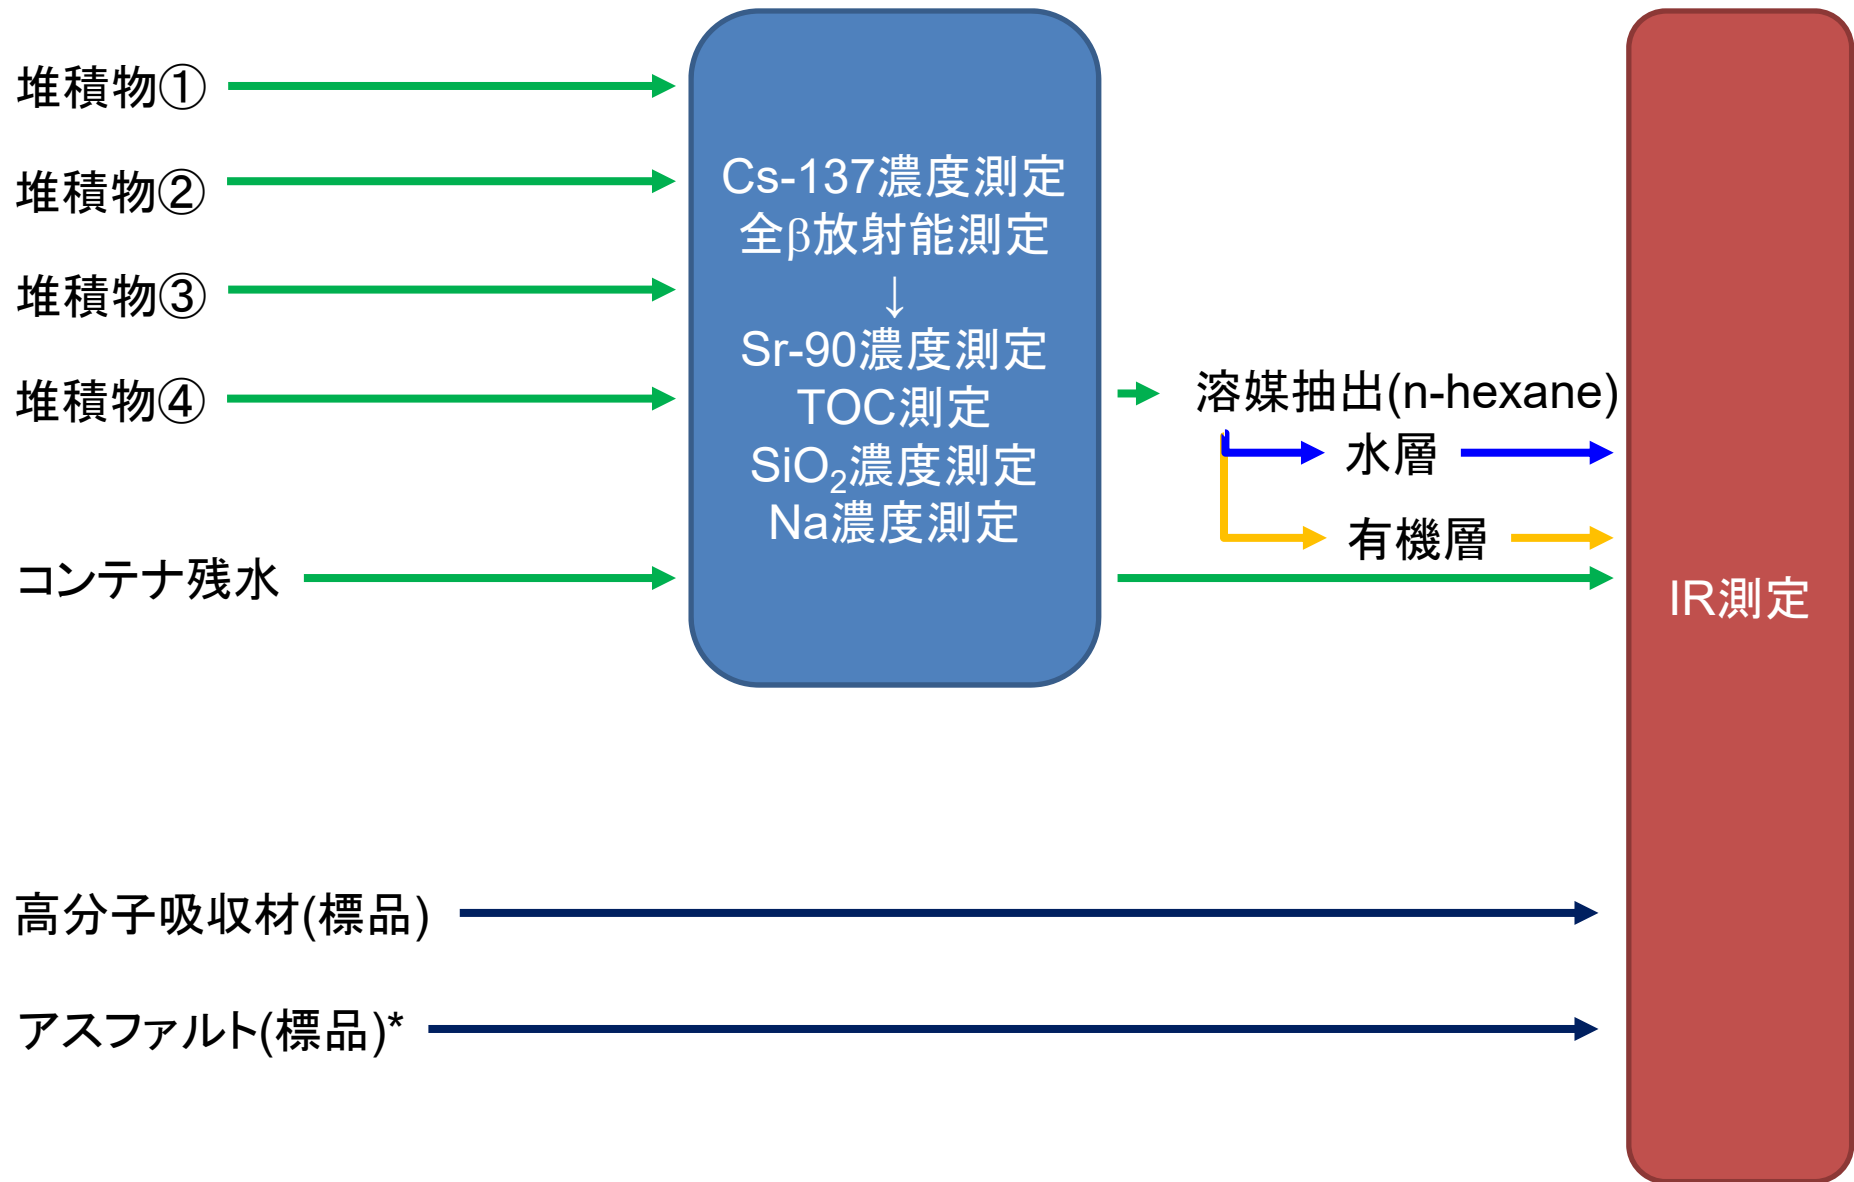 堆積物①
堆積物②
堆積物③
堆積物④
コンテナ残水
高分子吸収材(標品)
アスファルト(標品)*
Cs-137濃度測定
全β放射能測定
↓
Sr-90濃度測定
TOC測定
SiO₂濃度測定
Na濃度測定
溶媒抽出(n-hexane)
水層
有機層
IR測定